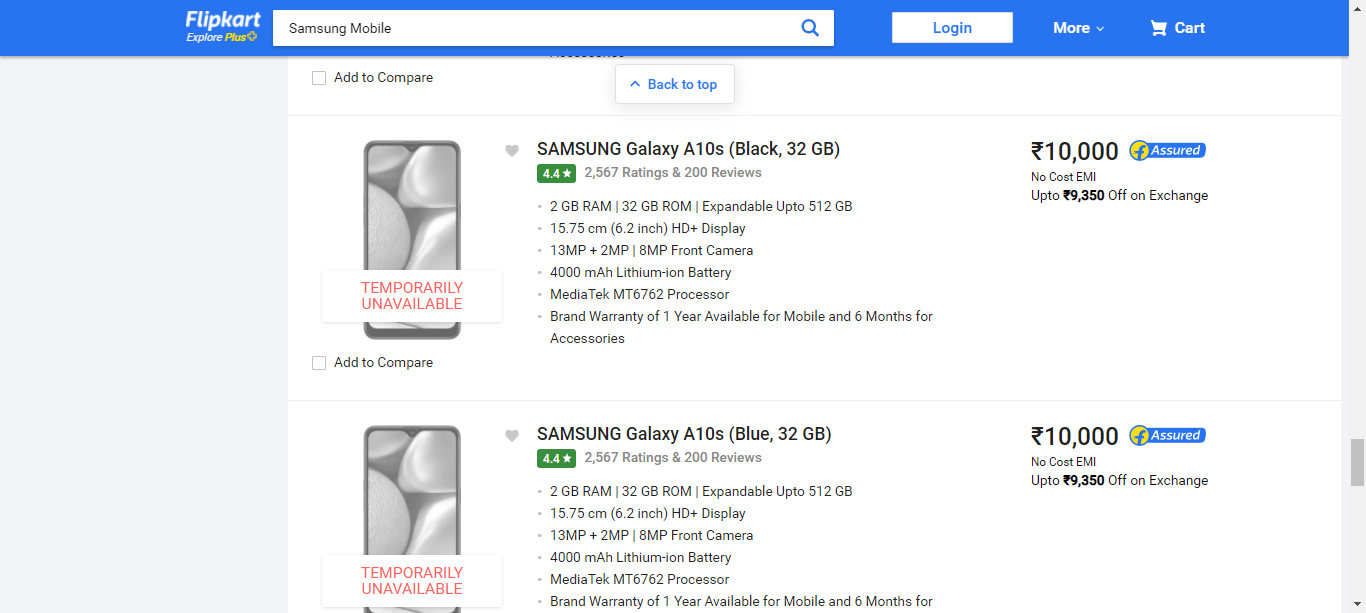 Flipkart
Explore Plus
Samsung Mobile
Login
More
Cart
Add to Compare
Back to top
SAMSUNG Galaxy A10s (Black, 32 GB)
₹10,000
Assured
4.4 ★ 2,567 Ratings & 200 Reviews
No Cost EMI
Upto ₹9,350 Off on Exchange
2 GB RAM | 32 GB ROM | Expandable Upto 512 GB
15.75 cm (6.2 inch) HD+ Display
13MP + 2MP | 8MP Front Camera
4000 mAh Lithium-ion Battery
MediaTek MT6762 Processor
Brand Warranty of 1 Year Available for Mobile and 6 Months for
Accessories
TEMPORARILY
UNAVAILABLE
Add to Compare
SAMSUNG Galaxy A10s (Blue, 32 GB)
₹10,000
Assured
4.4 ★ 2,567 Ratings & 200 Reviews
No Cost EMI
Upto ₹9,350 Off on Exchange
2 GB RAM | 32 GB ROM | Expandable Upto 512 GB
15.75 cm (6.2 inch) HD+ Display
13MP + 2MP | 8MP Front Camera
4000 mAh Lithium-ion Battery
MediaTek MT6762 Processor
Brand Warranty of 1 Year Available for Mobile and 6 Months for
TEMPORARILY
UNAVAILABLE